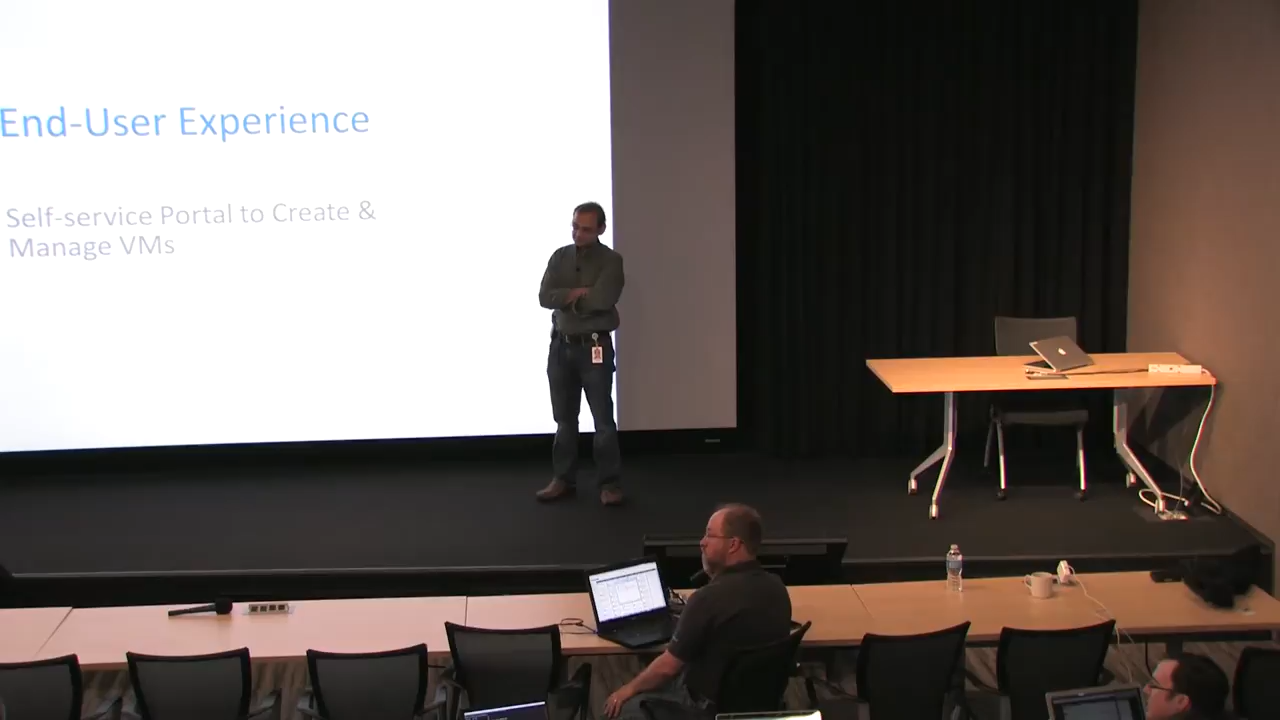 End-User Experience
Self-service Portal to Create &
Manage VMs